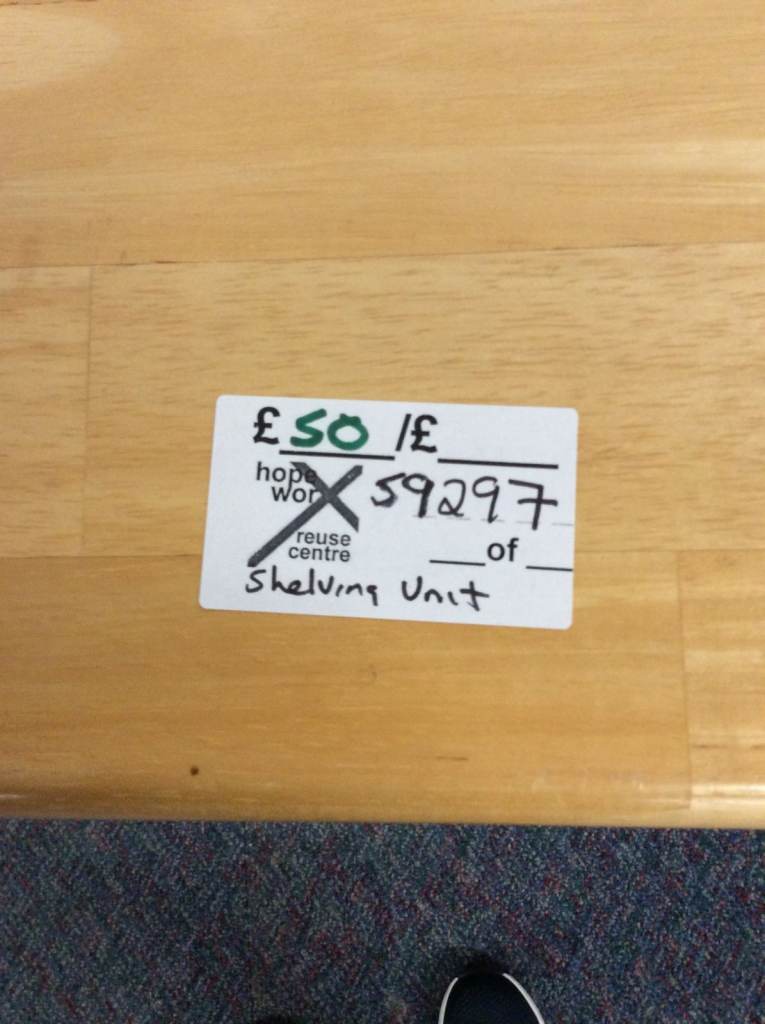 £ 50 /£
hope
wor 59297
reuse
centre
of
Shelving Unit